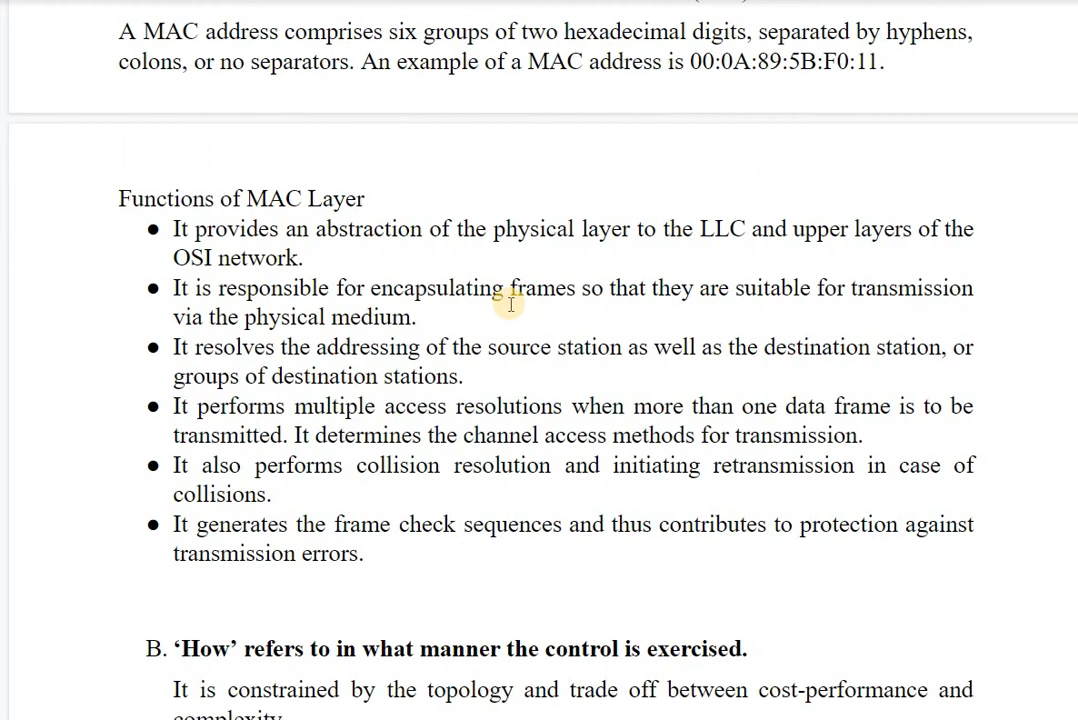 A MAC address comprises six groups of two hexadecimal digits, separated by hyphens,
colons, or no separators. An example of a MAC address is 00:0A:89:5B:F0:11.
Functions of MAC Layer
● It provides an abstraction of the physical layer to the LLC and upper layers of the
OSI network.
● It is responsible for encapsulating frames so that they are suitable for transmission
via the physical medium.
● It resolves the addressing of the source station as well as the destination station, or
groups of destination stations.
● It performs multiple access resolutions when more than one data frame is to be
transmitted. It determines the channel access methods for transmission.
● It also performs collision resolution and initiating retransmission in case of
collisions.
● It generates the frame check sequences and thus contributes to protection against
transmission errors.
B. ‘How’ refers to in what manner the control is exercised.
It is constrained by the topology and trade off between cost-performance and
complexity.